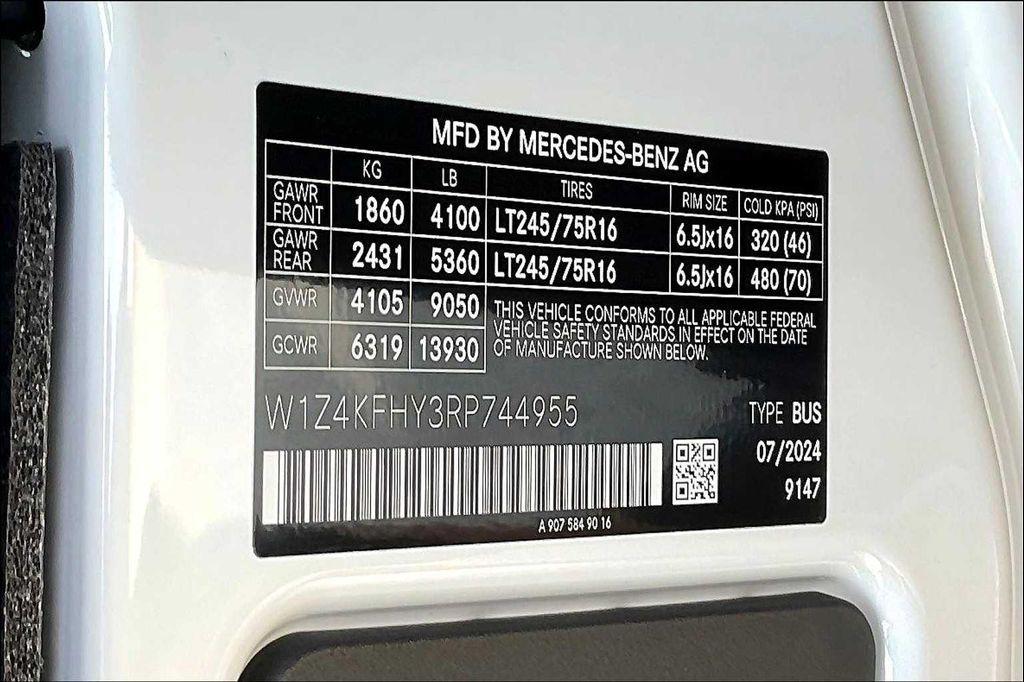 MFD BY MERCEDES-BENZ AG
KG LB TIRES RIM SIZE COLD KPA (PSI)
GAWR FRONT 1860 4100 LT245/75R16 6.5Jx16 320 (46)
GAWR REAR 2431 5360 LT245/75R16 6.5Jx16 480 (70)
GVWR 4105 9050
GCWR 6319 13930
THIS VEHICLE CONFORMS TO ALL APPLICABLE FEDERAL
VEHICLE SAFETY STANDARDS IN EFFECT ON THE DATE
OF MANUFACTURE SHOWN BELOW.
W1Z4KFHY3RP744955
TYPE BUS
07/2024
9147
A 907 584 90 16